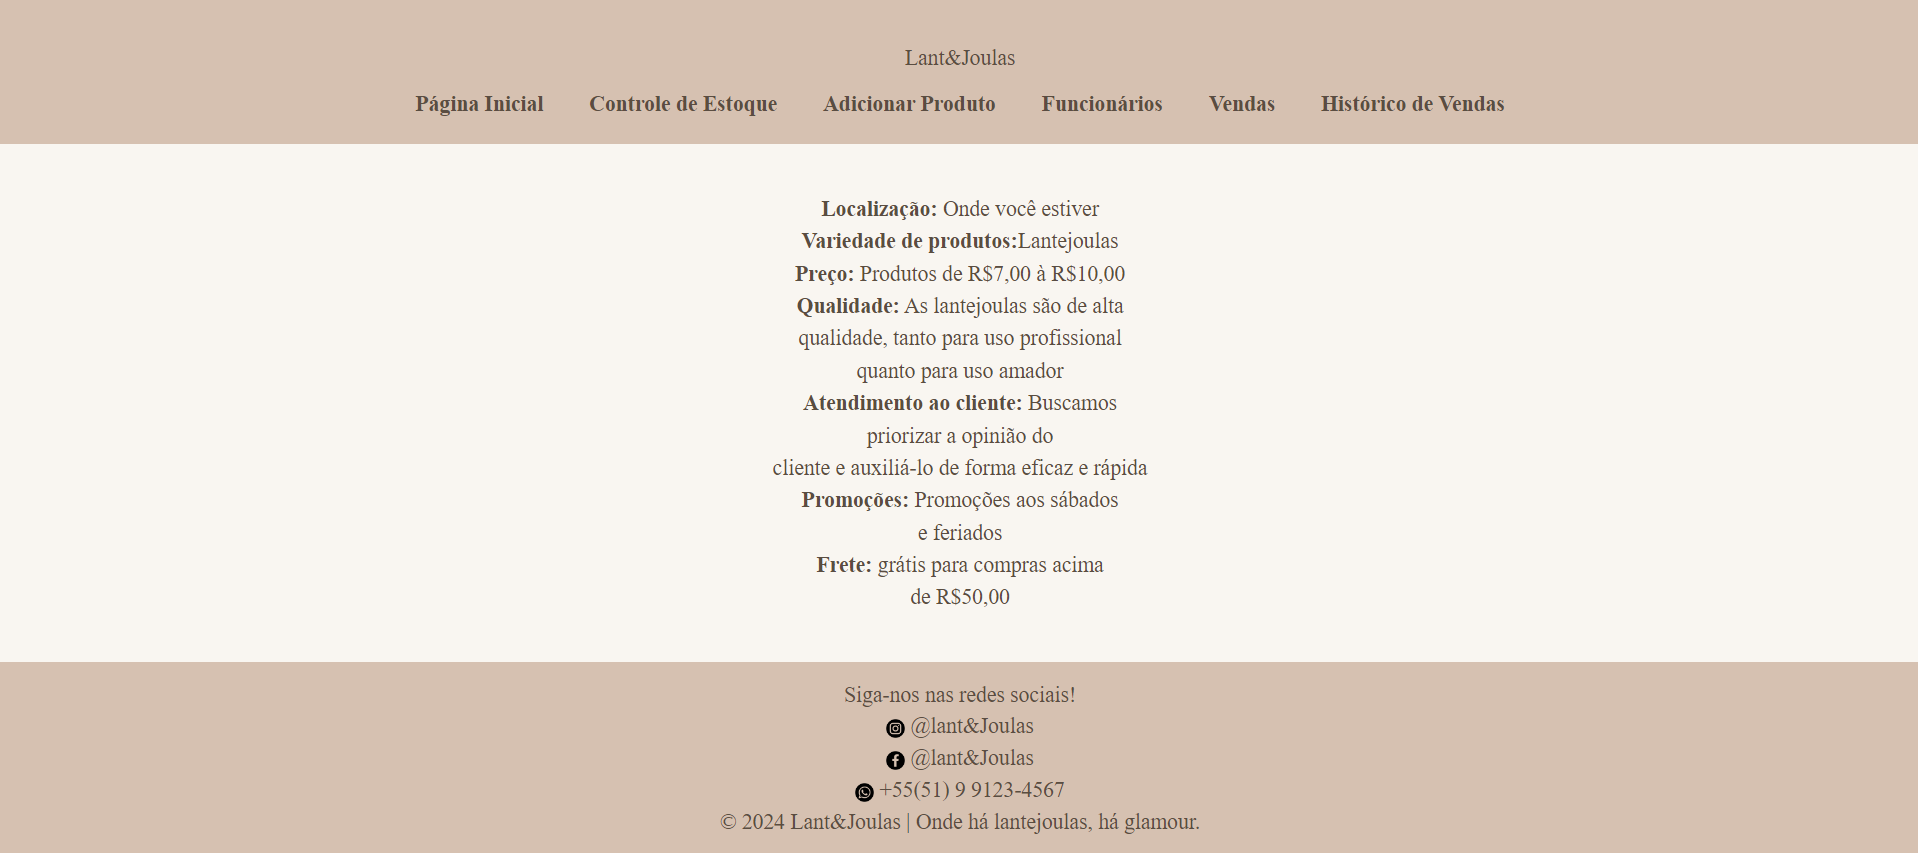 Lant&Joulas
Página Inicial Controle de Estoque Adicionar Produto Funcionários Vendas Histórico de Vendas
Localização: Onde você estiver
Variedade de produtos:Lantejoulas
Preço: Produtos de R$7,00 à R$10,00
Qualidade: As lantejoulas são de alta
qualidade, tanto para uso profissional
quanto para uso amador
Atendimento ao cliente: Buscamos
priorizar a opinião do
cliente e auxiliá-lo de forma eficaz e rápida
Promoções: Promoções aos sábados
e feriados
Frete: grátis para compras acima
de R$50,00
Siga-nos nas redes sociais!
@lant&Joulas
@lant&Joulas
+55(51) 9 9123-4567
© 2024 Lant&Joulas | Onde há lantejoulas, há glamour.